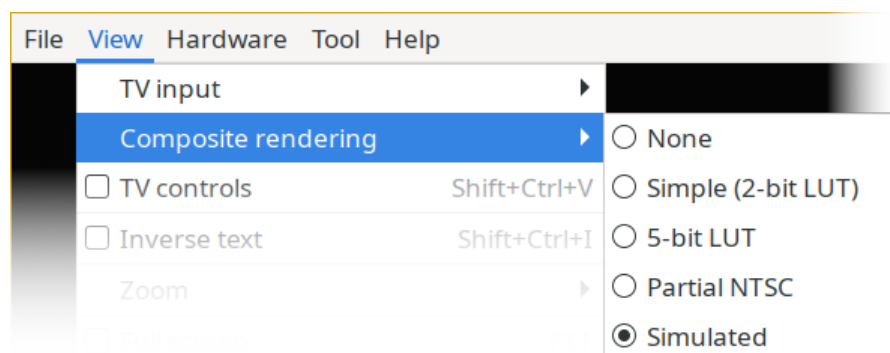 File View Hardware Tool Help
TV input
Composite rendering
None
TV controls Shift+Ctrl+V
Simple (2-bit LUT)
Inverse text Shift+Ctrl+I
5-bit LUT
Zoom
Partial NTSC
Simulated